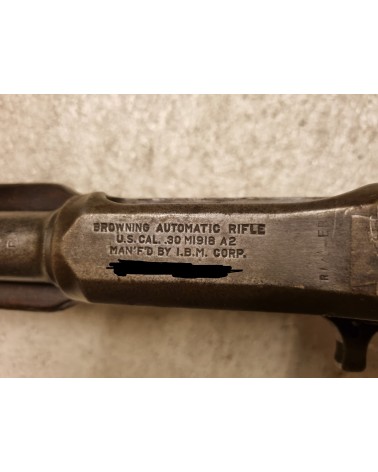 BROWNING AUTOMATIC RIFLE
U.S. CAL. .30 M1918 A2
MAN'F'D BY I.B.M. CORP.